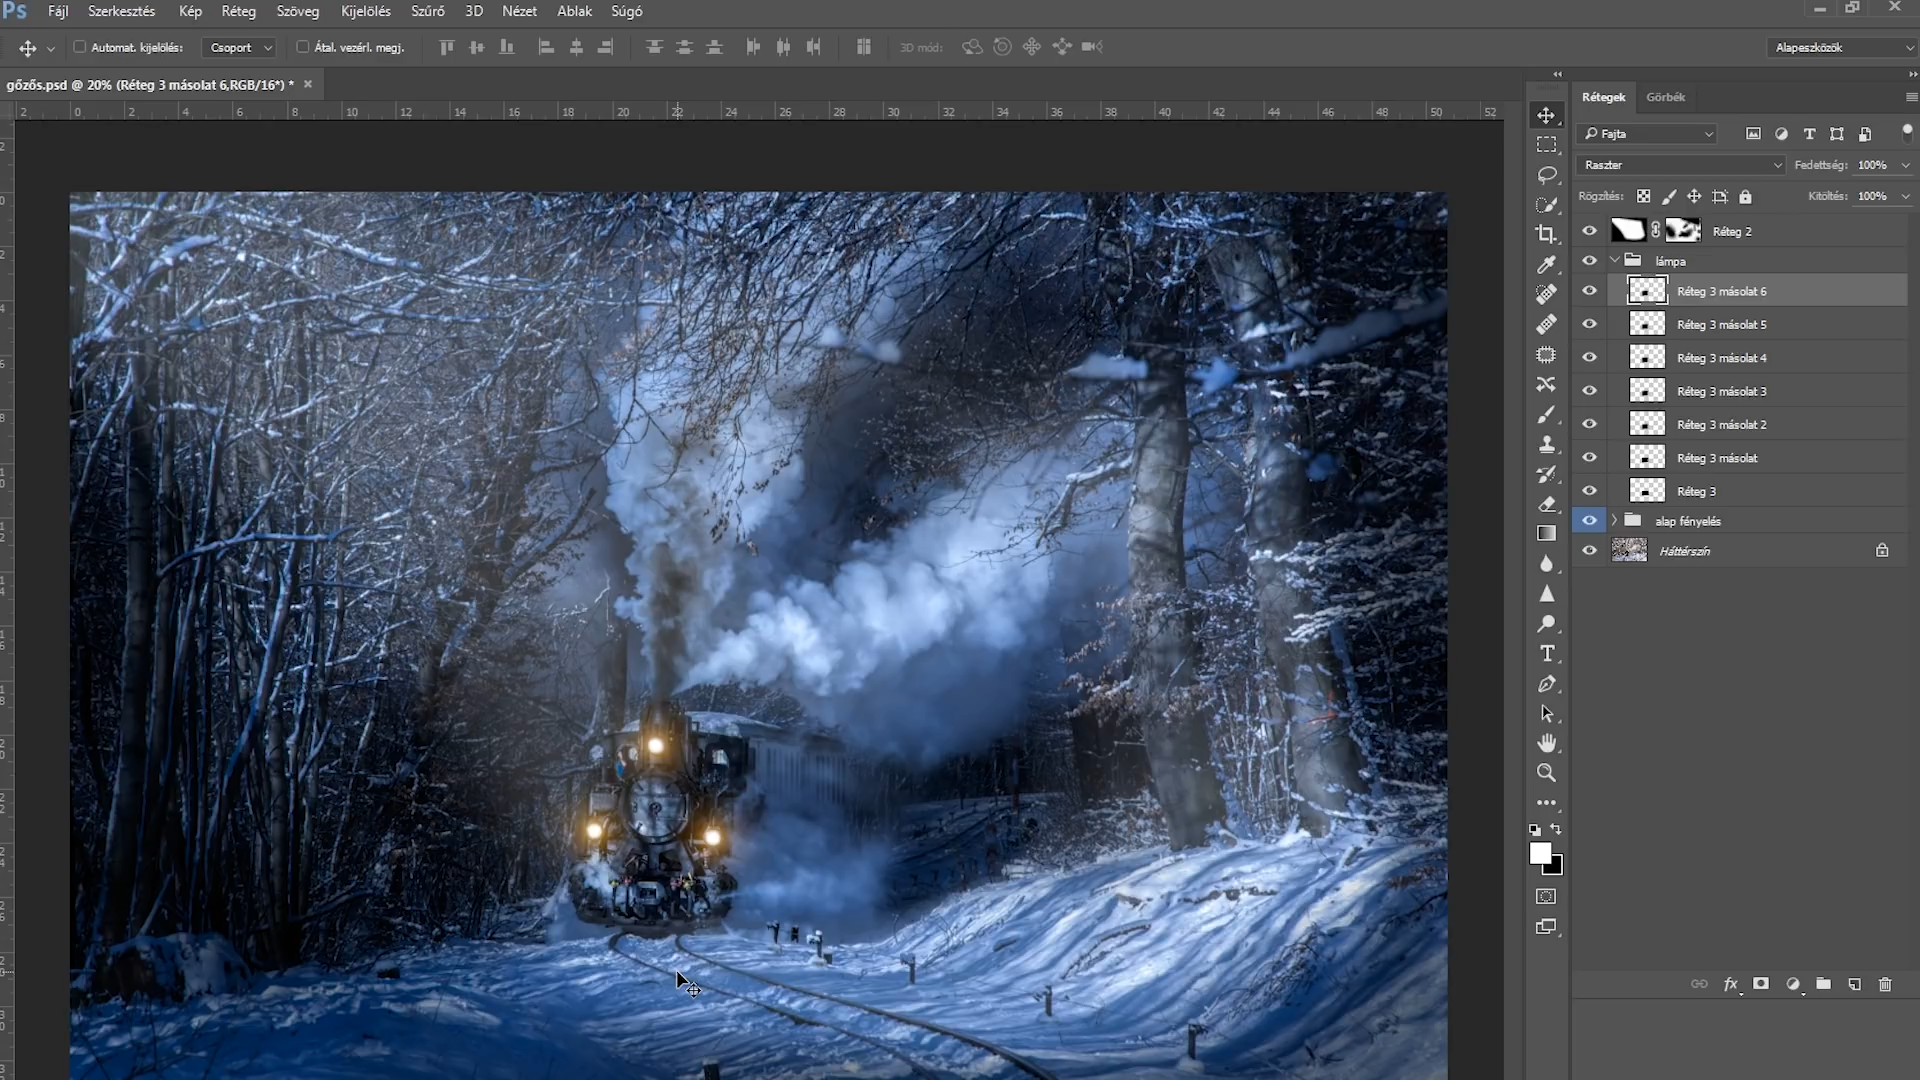 Ps Fájl Szerkesztés Kép Réteg Szöveg Kijelölés Szűrő 3D Nézet Ablak Súgó
Automat. kijelölés: Csoport Átal. vezérl. megj. 3D mód: Alapeszközök
gőzős.psd @ 20% (Réteg 3 másolat 6,RGB/16*) *
2 0 2 4 6 8 10 12 14 16 18 20 22 24 26 28 30 32 34 36 38 40 42 44 46 48 50 52
Rétegek Görbék
Fajta
Raszter Fedettség: 100%
Rögzítés: Kitöltés: 100%
Réteg 2
lámpa
Réteg 3 másolat 6
Réteg 3 másolat 5
Réteg 3 másolat 4
Réteg 3 másolat 3
Réteg 3 másolat 2
Réteg 3 másolat
Réteg 3
alap fényelés
Háttérszín
fx